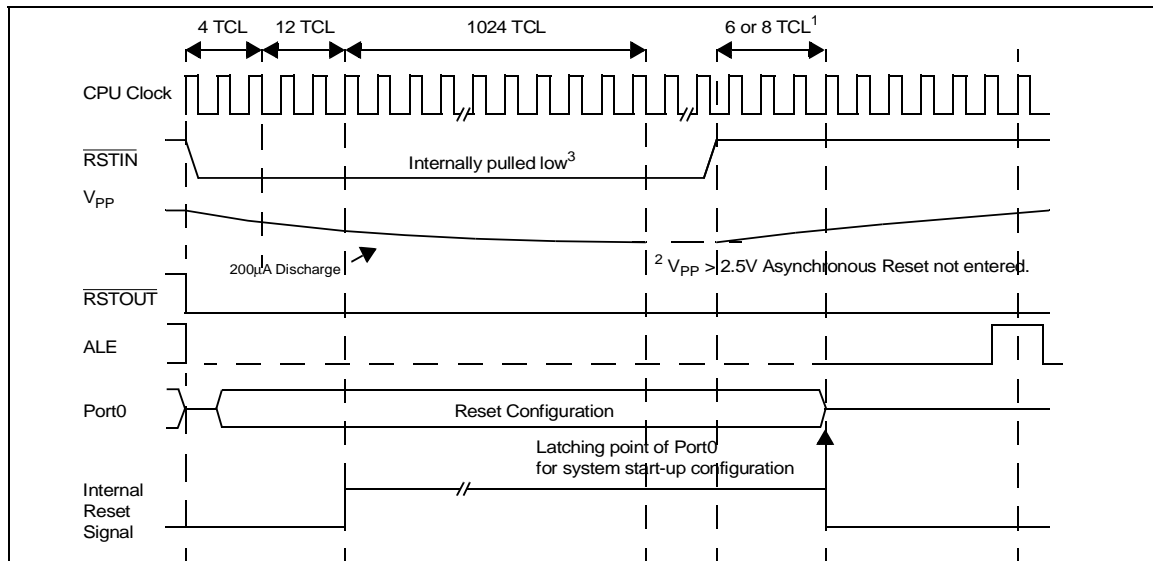 4 TCL 12 TCL 1024 TCL 6 or 8 TCL1
CPU Clock
RSTIN
Internally pulled low3
VPP
200µA Discharge
2 VPP > 2.5V Asynchronous Reset not entered.
RSTOUT
ALE
Port0
Reset Configuration
Latching point of Port0
for system start-up configuration
Internal
Reset
Signal